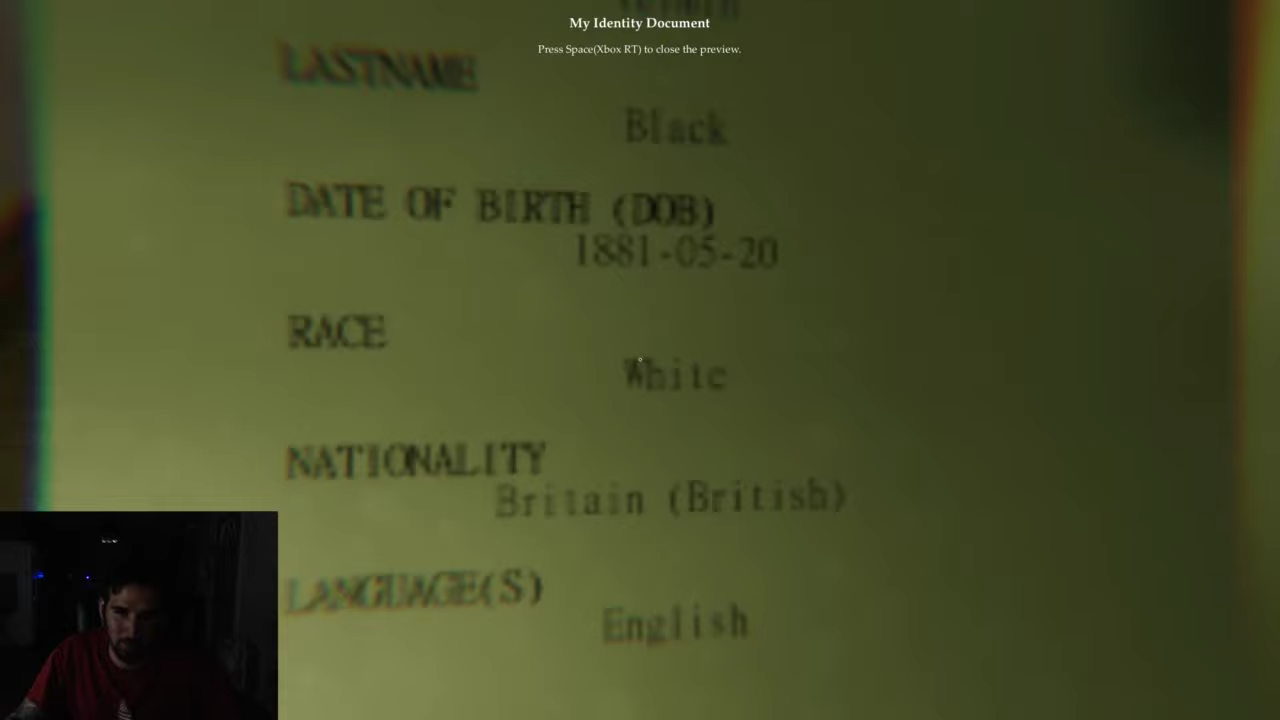 My Identity Document
Press Space(Xbox RT) to close the preview.
LASTNAME
Black
DATE OF BIRTH (DOB)
1881-05-20
RACE
White
NATIONALITY
Britain (British)
LANGUAGE(S)
English